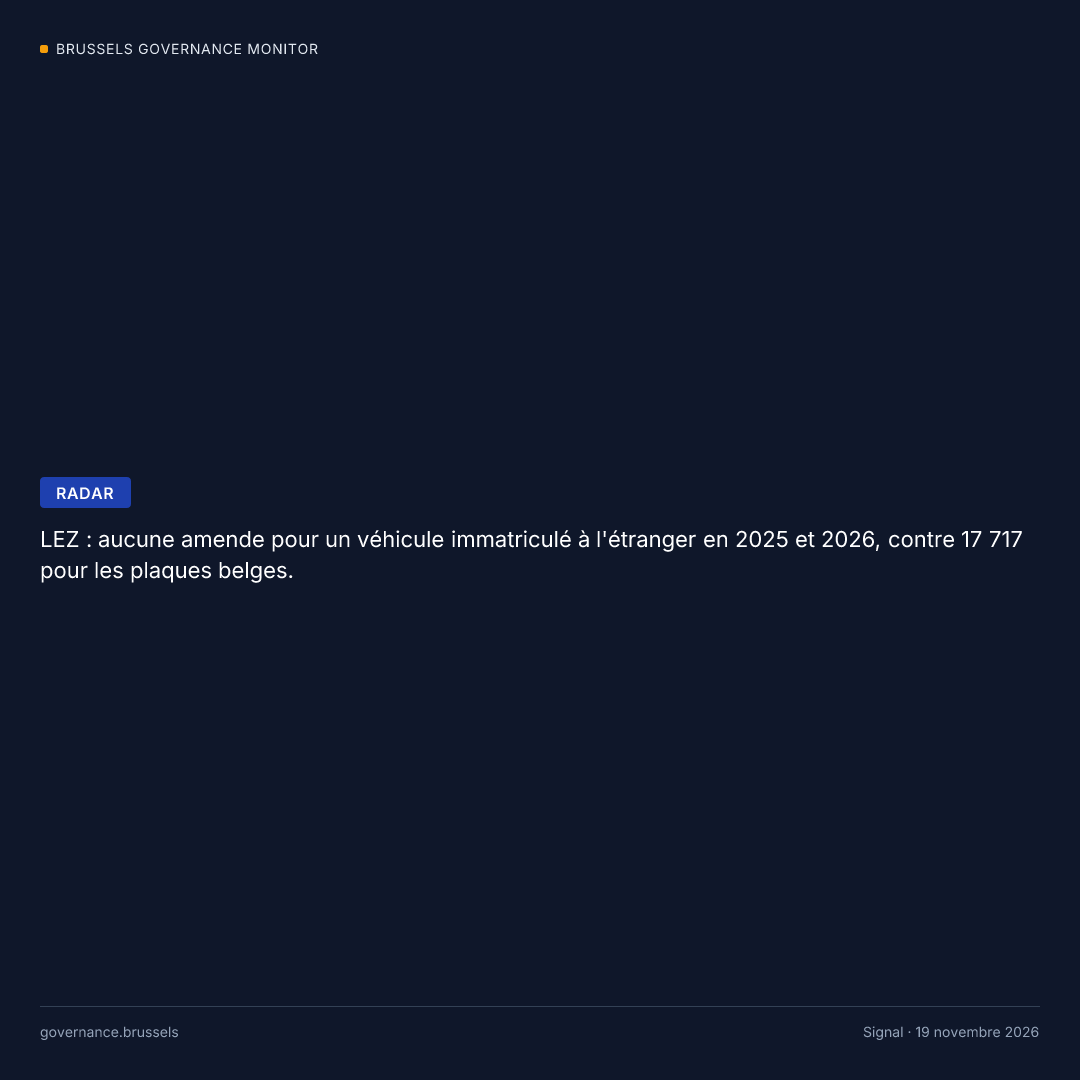 BRUSSELS GOVERNANCE MONITOR
RADAR
LEZ : aucune amende pour un véhicule immatriculé à l'étranger en 2025 et 2026, contre 17 717
pour les plaques belges.
governance.brussels
Signal · 19 novembre 2026